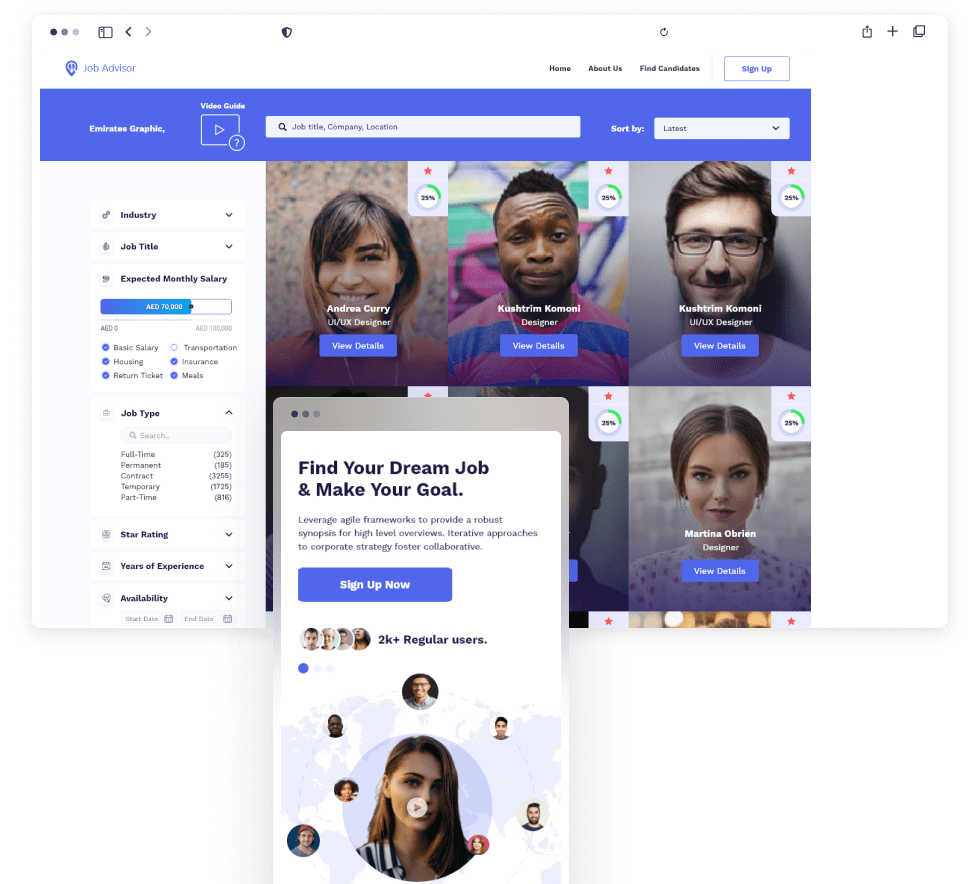 Job Advisor
Home
About Us
Find Candidates
Sign Up
Emirates Graphic,
Video Guide
?
Job title, Company, Location
Sort by:
Latest
Industry
Job Title
Expected Monthly Salary
AED 70,000
AED 0
AED 100,000
Basic Salary
Transportation
Housing
Insurance
Return Ticket
Meals
Job Type
Search..
Full-Time (325)
Permanent (185)
Contract (3255)
Temporary (1725)
Part-Time (816)
Star Rating
Years of Experience
Availability
Start Date
End Date
25%
Andrea Curry
UI/UX Designer
View Details
25%
Kushtrim Komoni
Designer
View Details
25%
Kushtrim Komoni
UI/UX Designer
View Details
25%
25%
Martina Obrien
Designer
View Details
Find Your Dream Job
& Make Your Goal.
Leverage agile frameworks to provide a robust
synopsis for high level overviews. Iterative approaches
to corporate strategy foster collaborative.
Sign Up Now
2k+ Regular users.